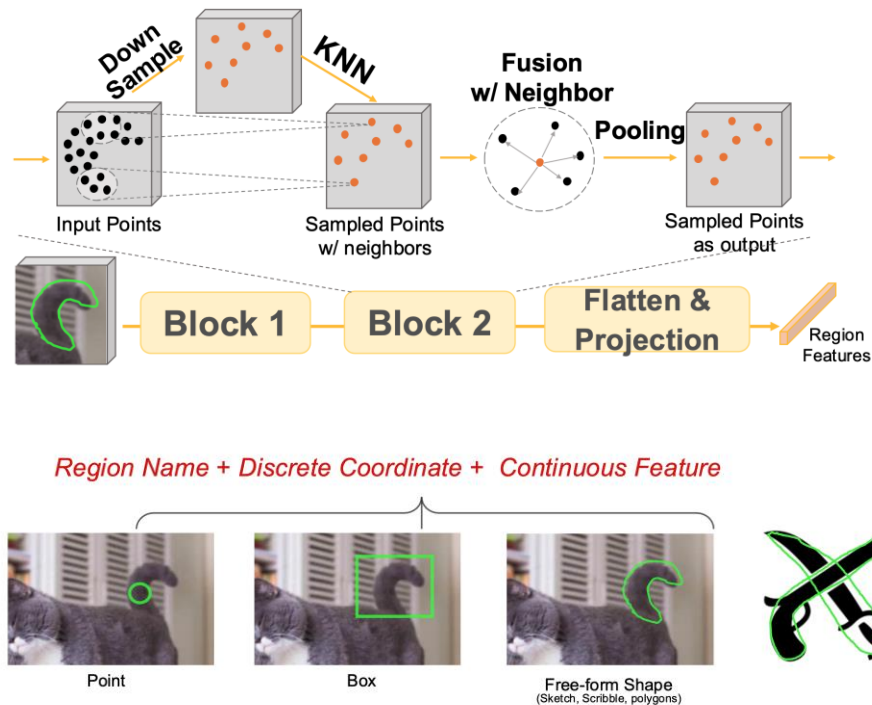 Down
Sample
KNN
Fusion
w/ Neighbor
Pooling
Input Points
Sampled Points
w/ neighbors
Sampled Points
as output
Block 1
Block 2
Flatten &
Projection
Region
Features
Region Name + Discrete Coordinate + Continuous Feature
Point
Box
Free-form Shape
(Sketch, Scribble, polygons)